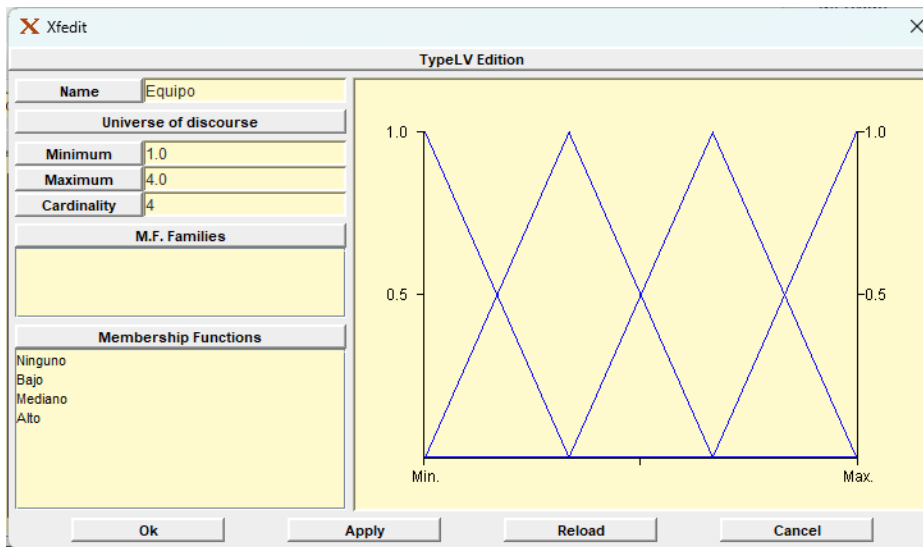 Xfedit
TypeLV Edition
Name Equipo
Universe of discourse
Minimum 1.0
Maximum 4.0
Cardinality 4
M.F. Families
Membership Functions
Ninguno
Bajo
Mediano
Alto
1.0 1.0
0.5 0.5
Min. Max.
Ok Apply Reload Cancel